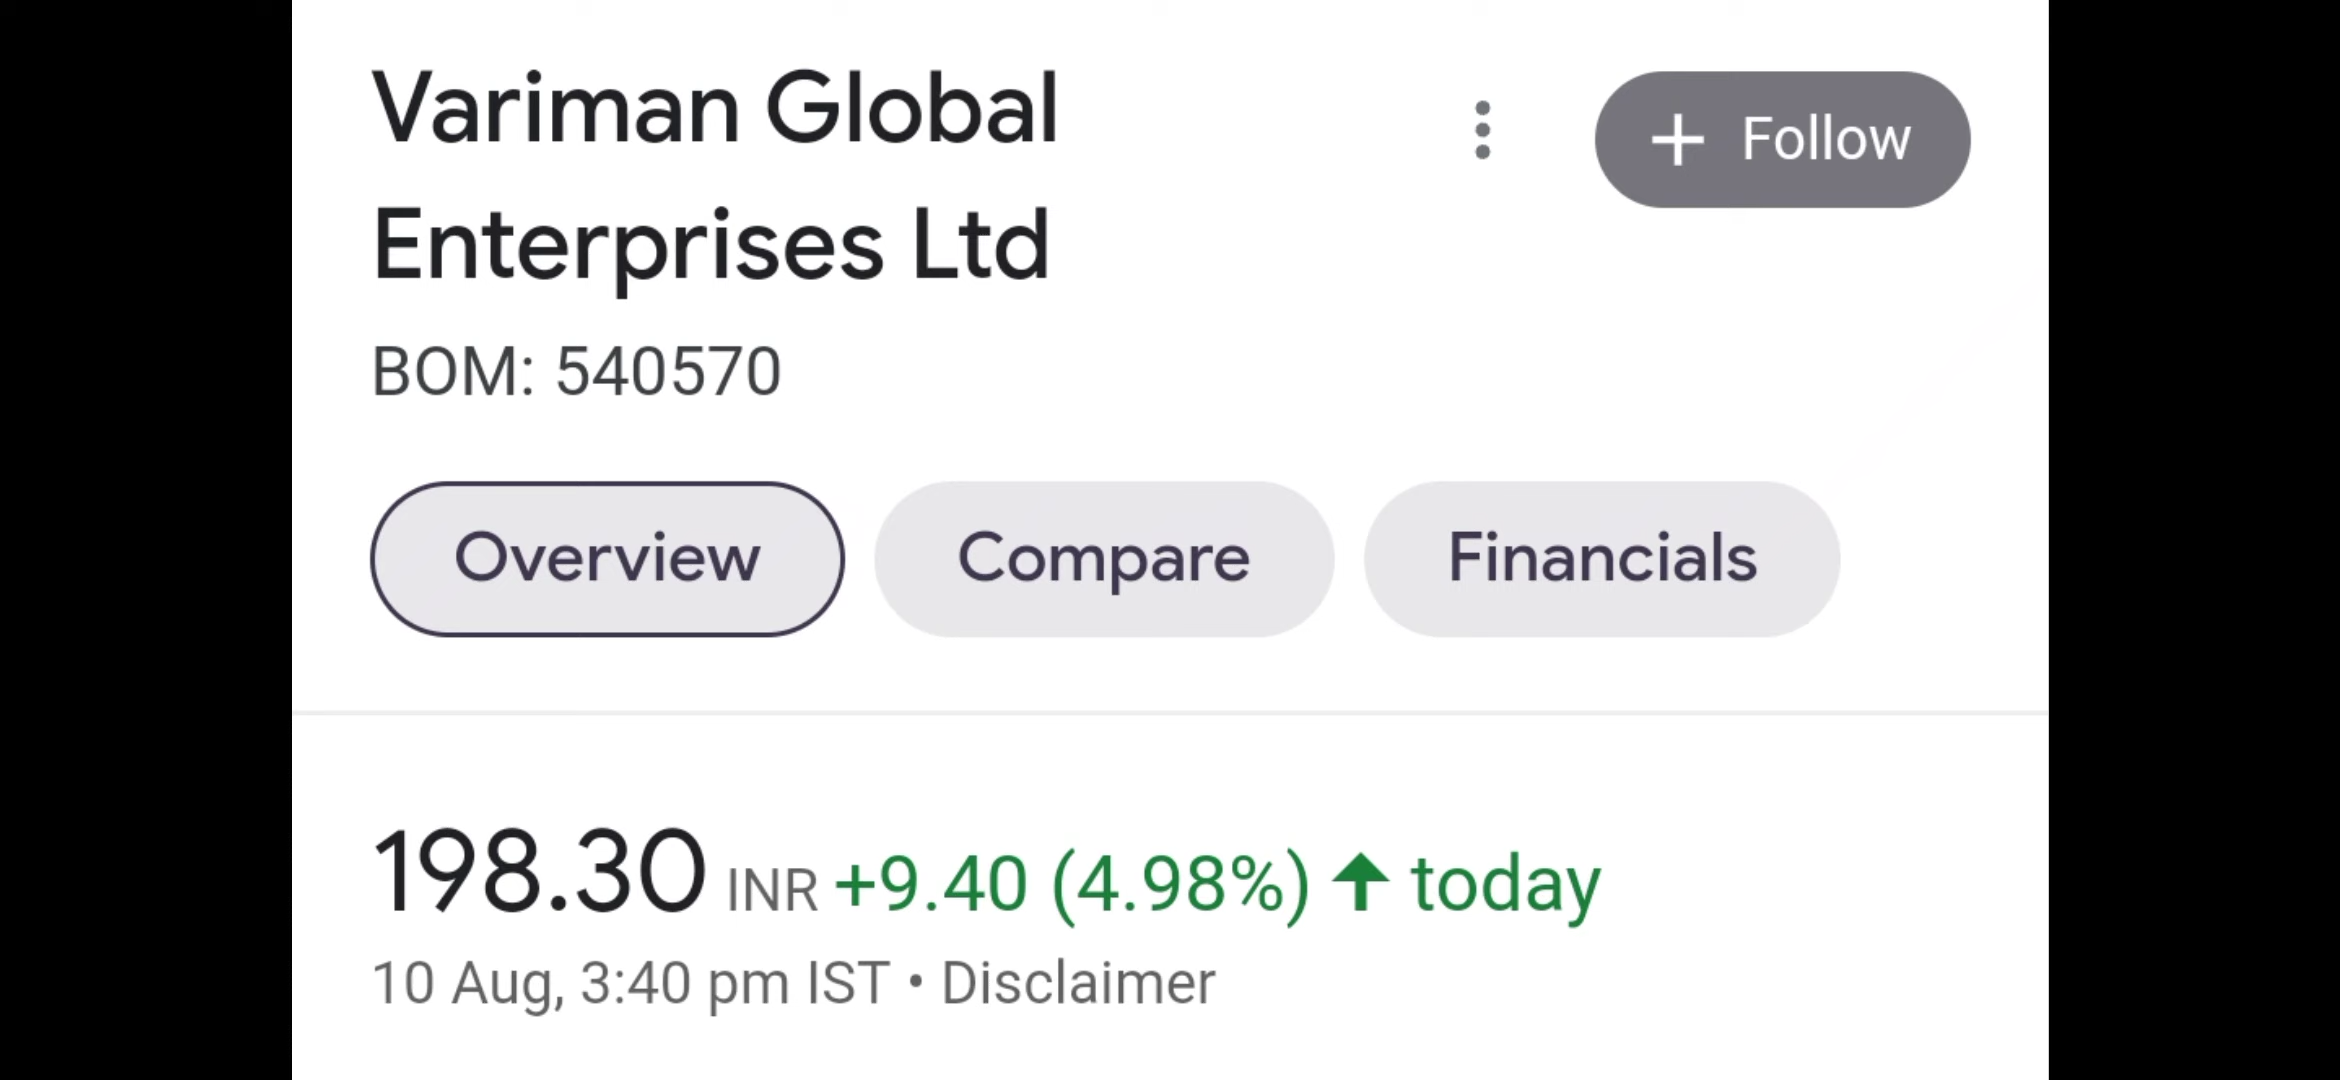 Variman Global
Enterprises Ltd
+ Follow
BOM: 540570
Overview Compare Financials
198.30 INR +9.40 (4.98%) ↑ today
10 Aug, 3:40 pm IST • Disclaimer